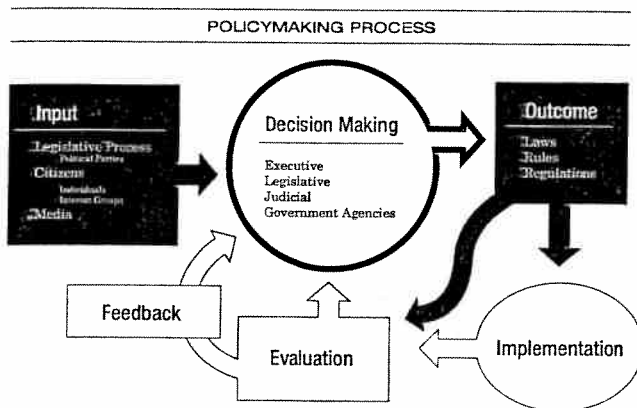 POLICYMAKING PROCESS
Input
Legislative Process
Political Parties
Citizens
Individuals
Interest Groups
Media
Decision Making
Executive
Legislative
Judicial
Government Agencies
Outcome
Laws
Rules
Regulations
Feedback
Evaluation
Implementation